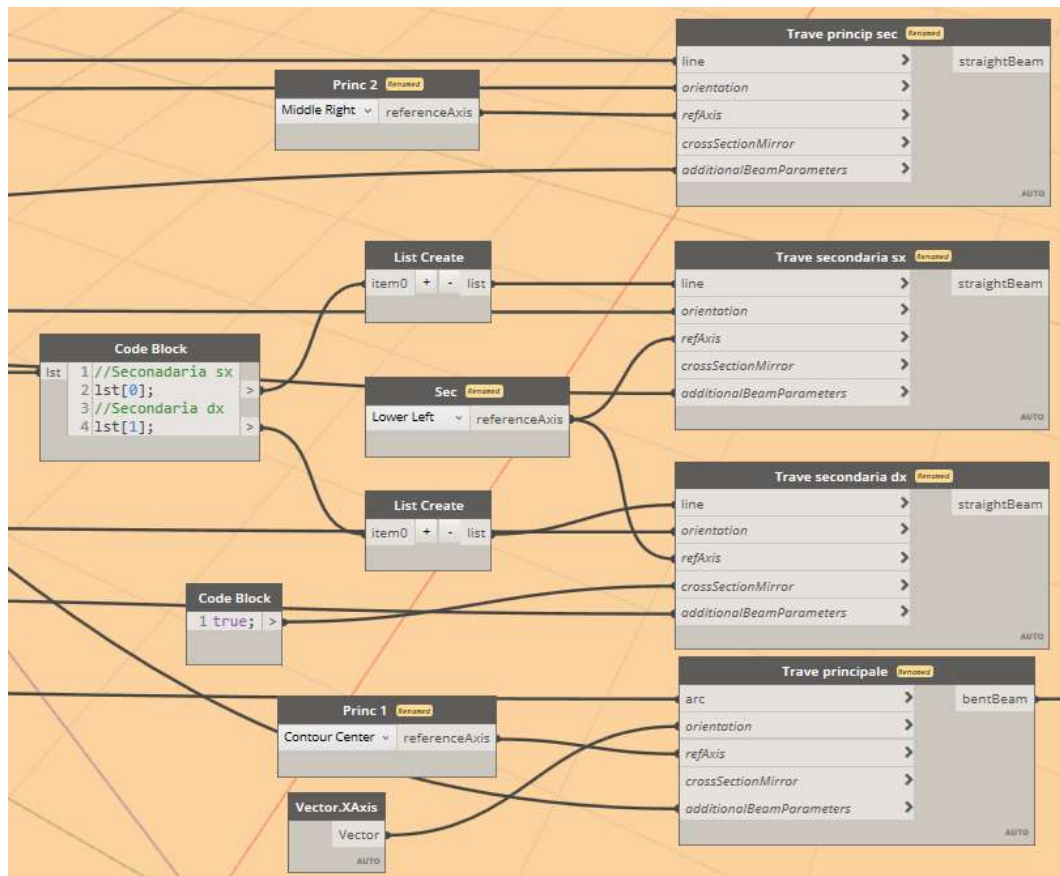 Trave princip sec Renamed
line > straightBeam
orientation >
refAxis >
crossSectionMirror >
additionalBeamParameters >
AUTO
Princ 2 Renamed
Middle Right referenceAxis
List Create
item0 + - list
Trave secondaria sx Renamed
line > straightBeam
orientation >
refAxis >
crossSectionMirror >
additionalBeamParameters >
AUTO
Code Block
lst 1 //Seconadaria sx
2 lst[0]; >
3 //Secondaria dx
4 lst[1]; >
Sec Renamed
Lower Left referenceAxis
List Create
item0 + - list
Trave secondaria dx Renamed
line > straightBeam
orientation >
refAxis >
crossSectionMirror >
additionalBeamParameters >
AUTO
Code Block
1 true; >
Trave principale Renamed
arc > bentBeam
orientation >
refAxis >
crossSectionMirror >
additionalBeamParameters >
AUTO
Princ 1 Renamed
Contour Center referenceAxis
Vector.XAxis
Vector
AUTO